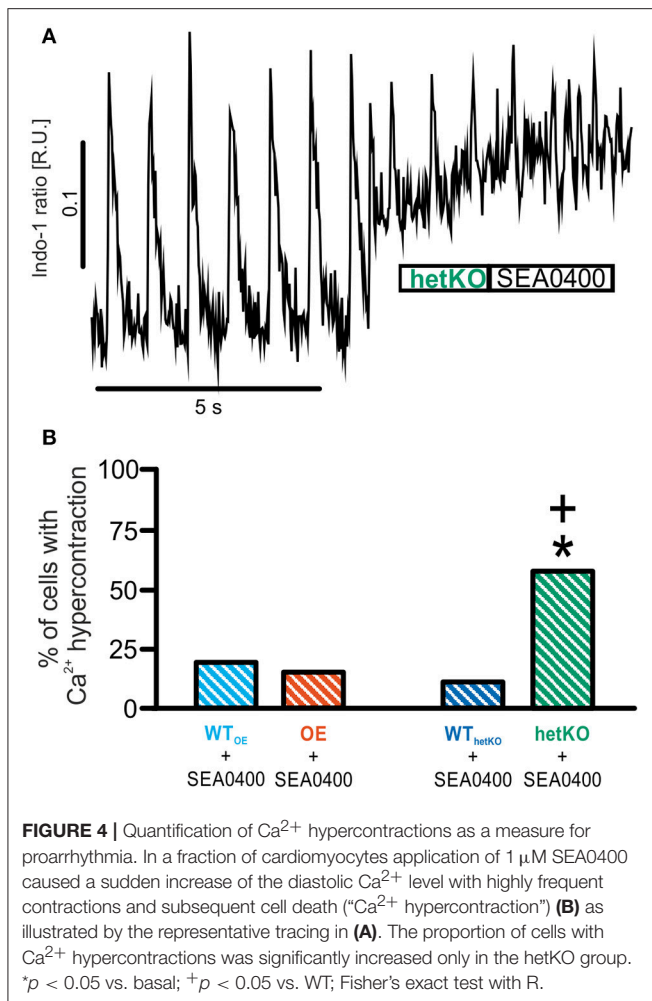 A
Indo-1 ratio [R.U.]
0.1
hetKO SEA0400
5 s
B
% of cells with
Ca²⁺ hypercontraction
100
75
50
25
0
+
*
WT_OE OE WT_hetKO hetKO
+ + + +
SEA0400 SEA0400 SEA0400 SEA0400
FIGURE 4 | Quantification of Ca²⁺ hypercontractions as a measure for
proarrhythmia. In a fraction of cardiomyocytes application of 1 μM SEA0400
caused a sudden increase of the diastolic Ca²⁺ level with highly frequent
contractions and subsequent cell death (“Ca²⁺ hypercontraction”) (B) as
illustrated by the representative tracing in (A). The proportion of cells with
Ca²⁺ hypercontractions was significantly increased only in the hetKO group.
*p < 0.05 vs. basal; ⁺p < 0.05 vs. WT; Fisher’s exact test with R.